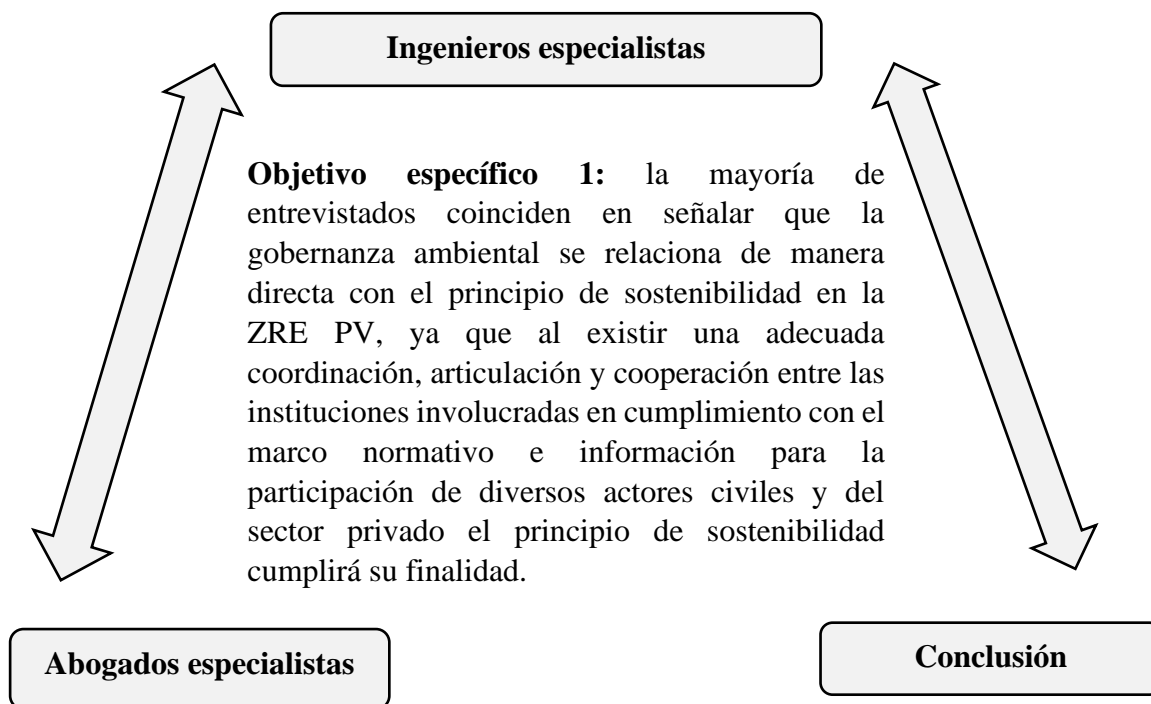 Ingenieros especialistas
Objetivo específico 1: la mayoría de
entrevistados coinciden en señalar que la
gobernanza ambiental se relaciona de manera
directa con el principio de sostenibilidad en la
ZRE PV, ya que al existir una adecuada
coordinación, articulación y cooperación entre las
instituciones involucradas en cumplimiento con el
marco normativo e información para la
participación de diversos actores civiles y del
sector privado el principio de sostenibilidad
cumplirá su finalidad.
Abogados especialistas
Conclusión